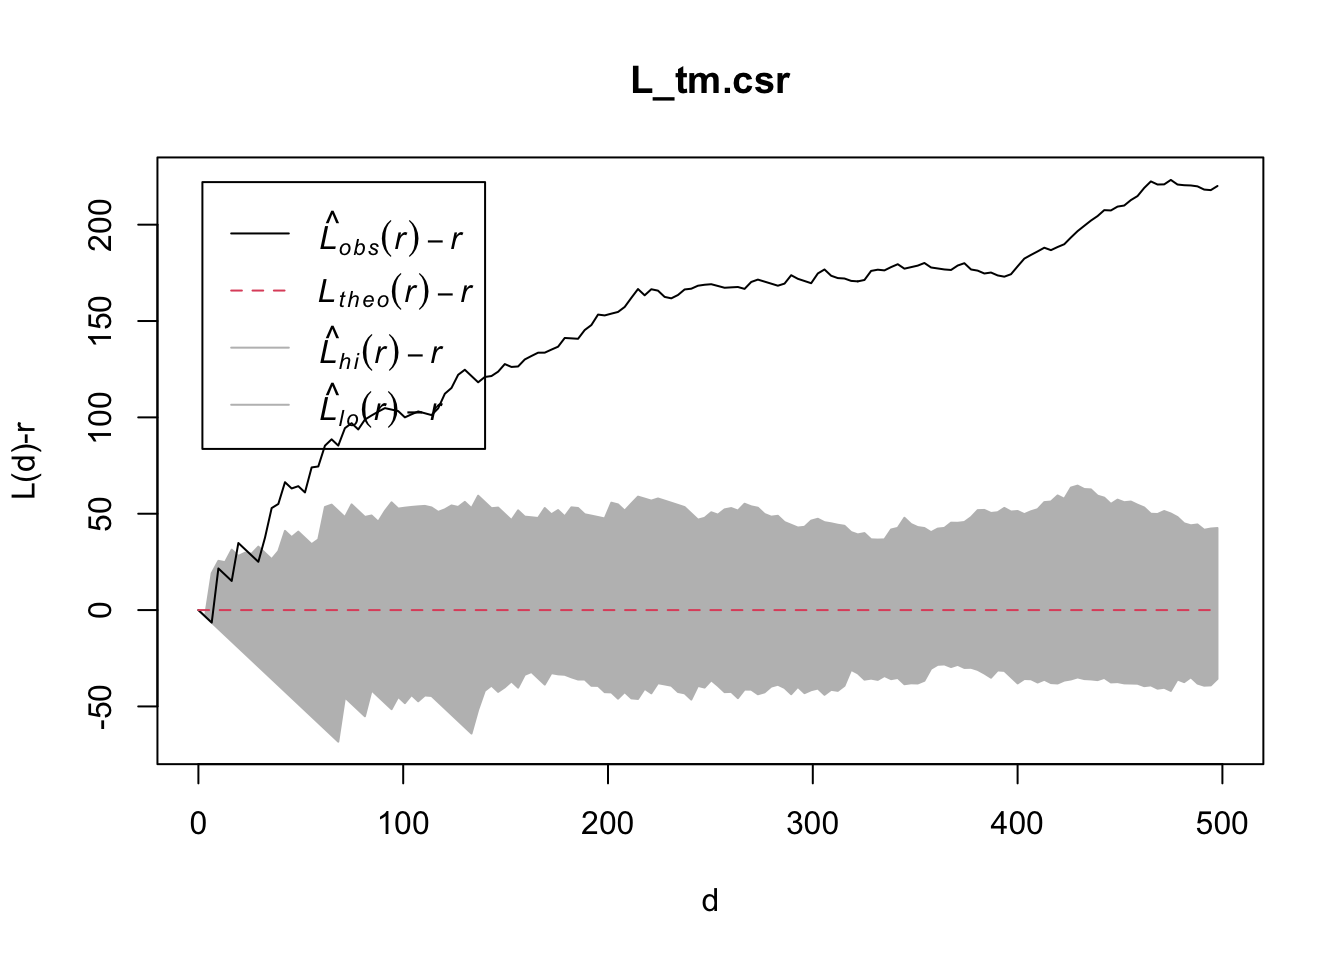 L_tm.csr
L̂obs(r) − r
Ltheo(r) − r
L̂hi(r) − r
L̂lo(r) − r
L(d)-r
200
150
100
50
0
-50
0 100 200 300 400 500
d